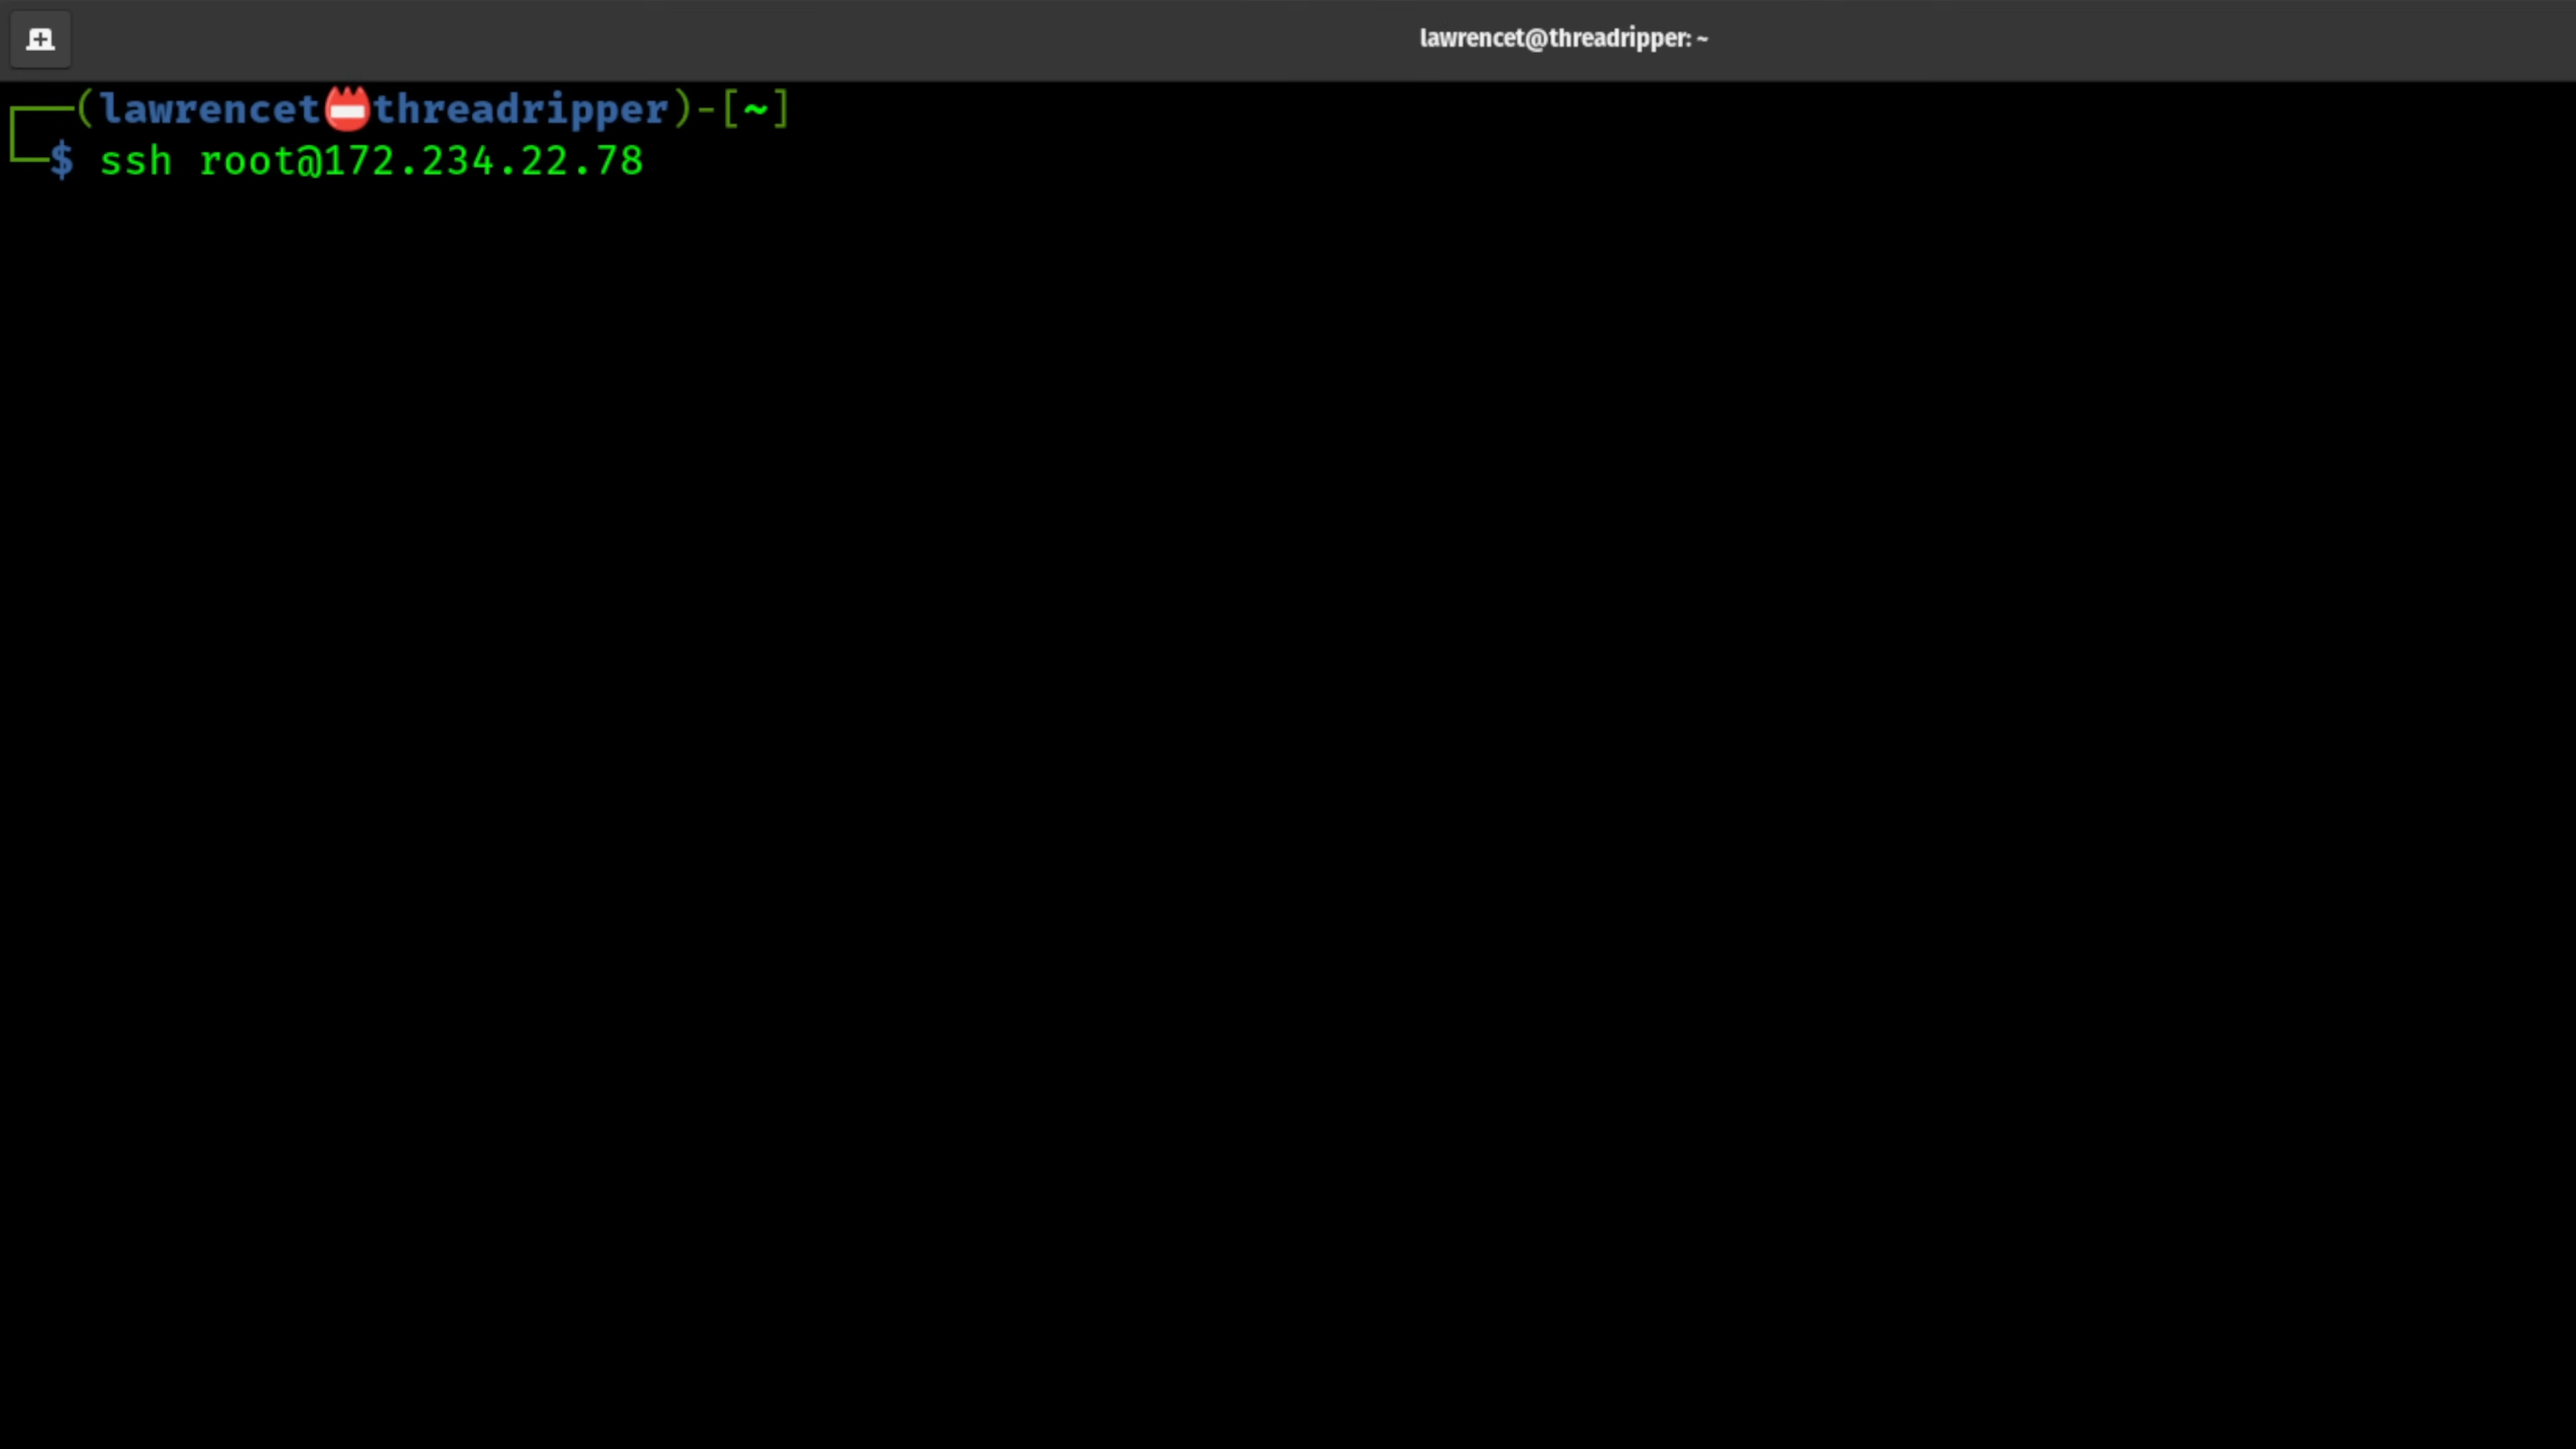 lawrencet@threadripper: ~
┌──(lawrencet📛threadripper)-[~]
└─$ ssh root@172.234.22.78